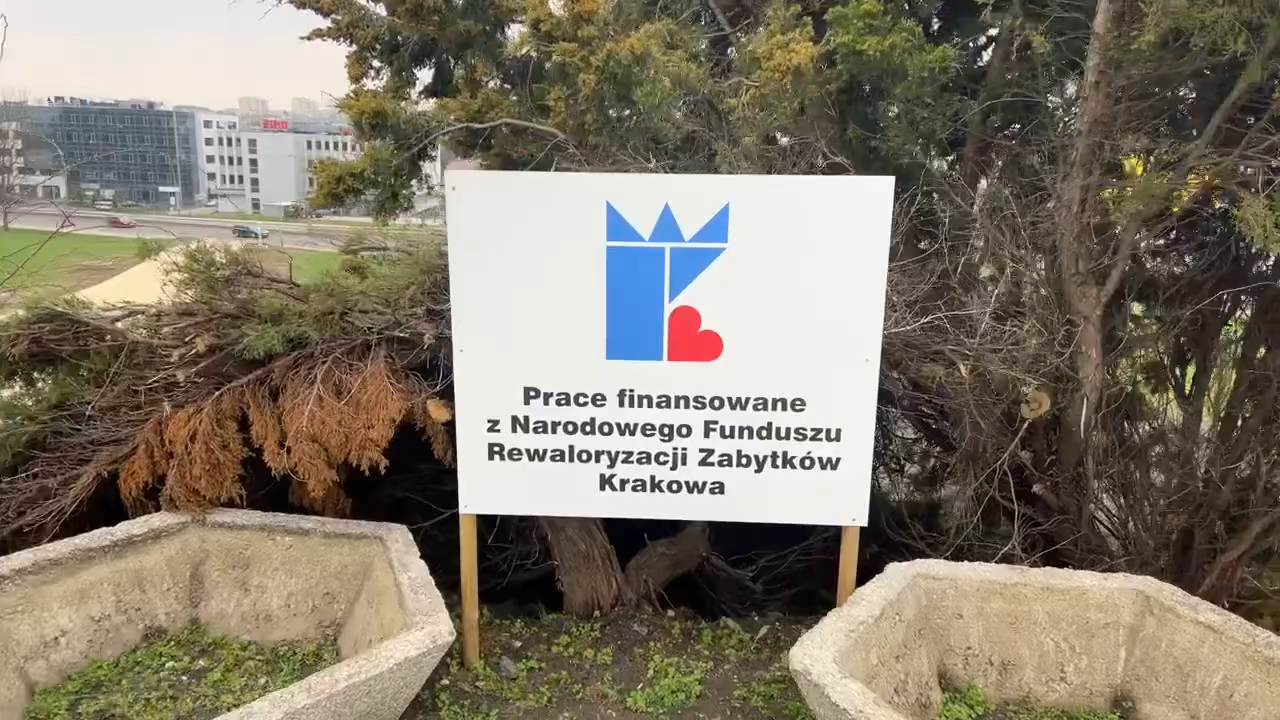 Prace finansowane
z Narodowego Funduszu
Rewaloryzacji Zabytków
Krakowa